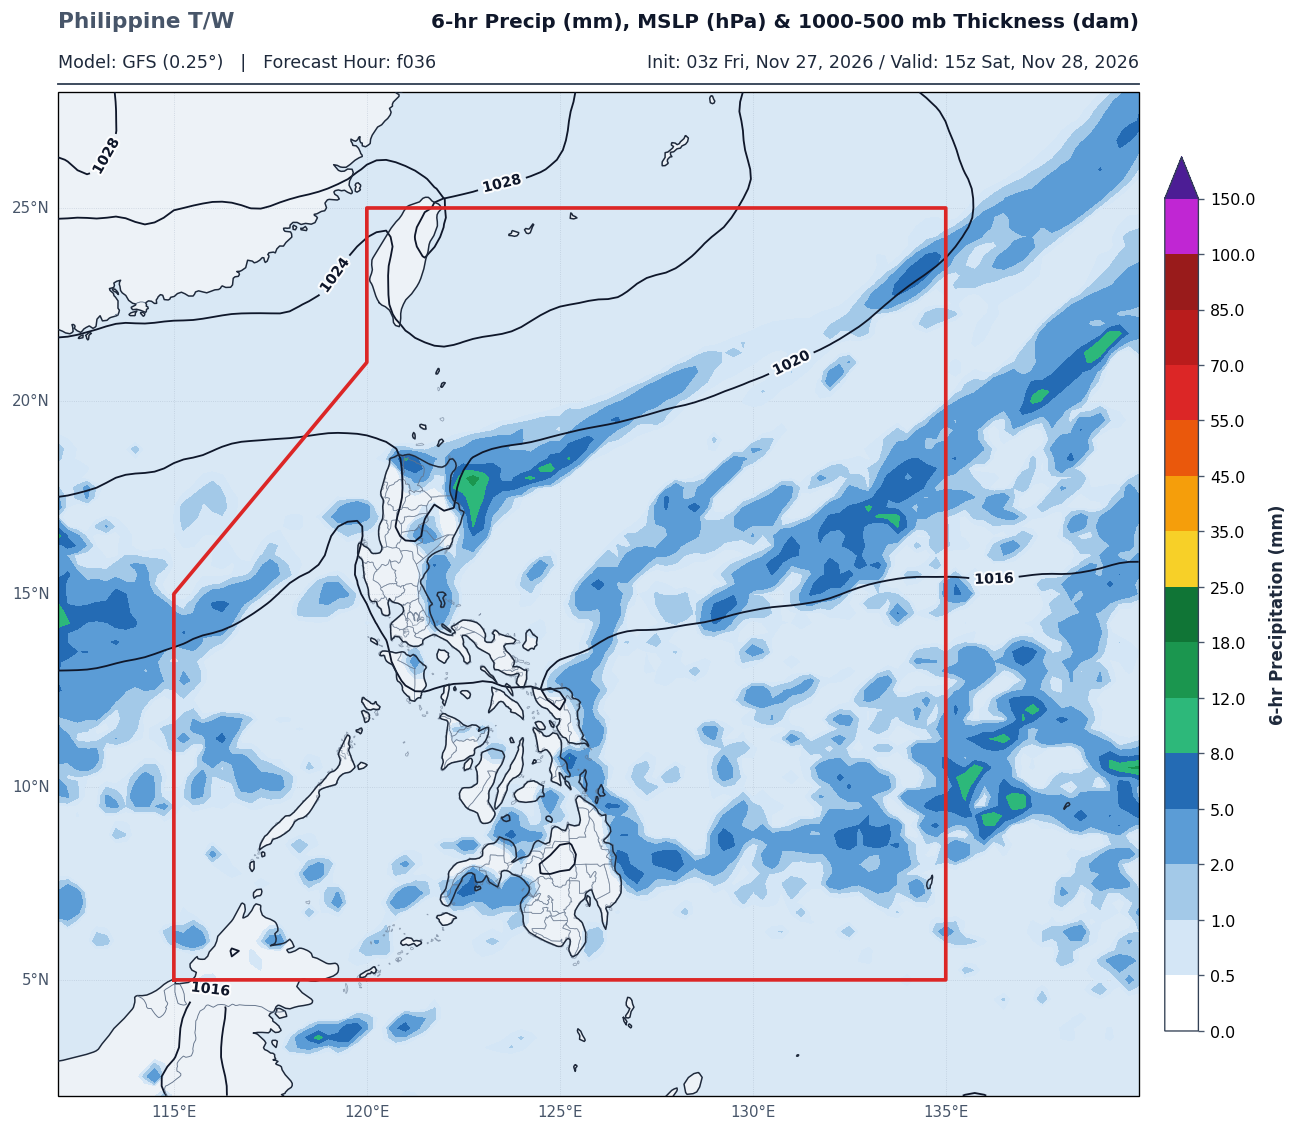 Philippine T/W
6-hr Precip (mm), MSLP (hPa) & 1000-500 mb Thickness (dam)
Model: GFS (0.25°) | Forecast Hour: f036
Init: 03z Fri, Nov 27, 2026 / Valid: 15z Sat, Nov 28, 2026
1028
1028
1024
1020
1016
1016
25°N
20°N
15°N
10°N
5°N
115°E
120°E
125°E
130°E
135°E
150.0
100.0
85.0
70.0
55.0
45.0
35.0
25.0
18.0
12.0
8.0
5.0
2.0
1.0
0.5
0.0
6-hr Precipitation (mm)